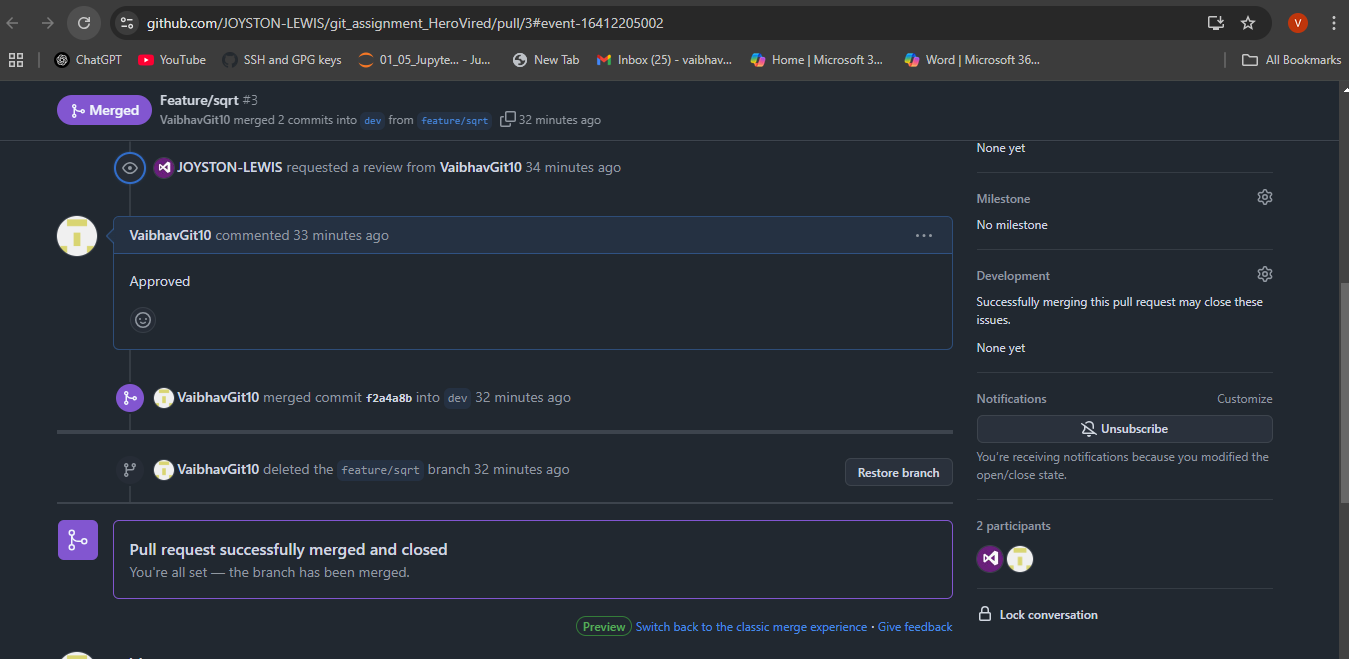 github.com/JOYSTON-LEWIS/git_assignment_HeroVired/pull/3#event-16412205002
V
ChatGPT YouTube SSH and GPG keys 01_05_Jupyte... - Ju... New Tab Inbox (25) - vaibhav... Home | Microsoft 3... Word | Microsoft 36... All Bookmarks
Merged
Feature/sqrt #3
VaibhavGit10 merged 2 commits into dev from feature/sqrt 32 minutes ago
JOYSTON-LEWIS requested a review from VaibhavGit10 34 minutes ago
VaibhavGit10 commented 33 minutes ago
Approved
VaibhavGit10 merged commit f2a4a8b into dev 32 minutes ago
VaibhavGit10 deleted the feature/sqrt branch 32 minutes ago
Restore branch
Pull request successfully merged and closed
You're all set — the branch has been merged.
Preview Switch back to the classic merge experience • Give feedback
None yet
Milestone
No milestone
Development
Successfully merging this pull request may close these
issues.
None yet
Notifications Customize
Unsubscribe
You're receiving notifications because you modified the
open/close state.
2 participants
Lock conversation